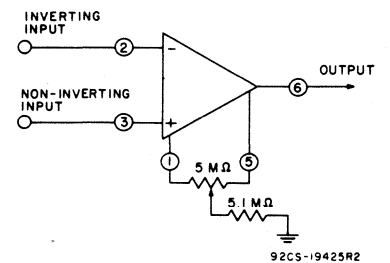 INVERTING
INPUT
2
−
NON-INVERTING
INPUT
3
+
6
OUTPUT
1
5
5 MΩ
5.1 MΩ
92CS-19425R2